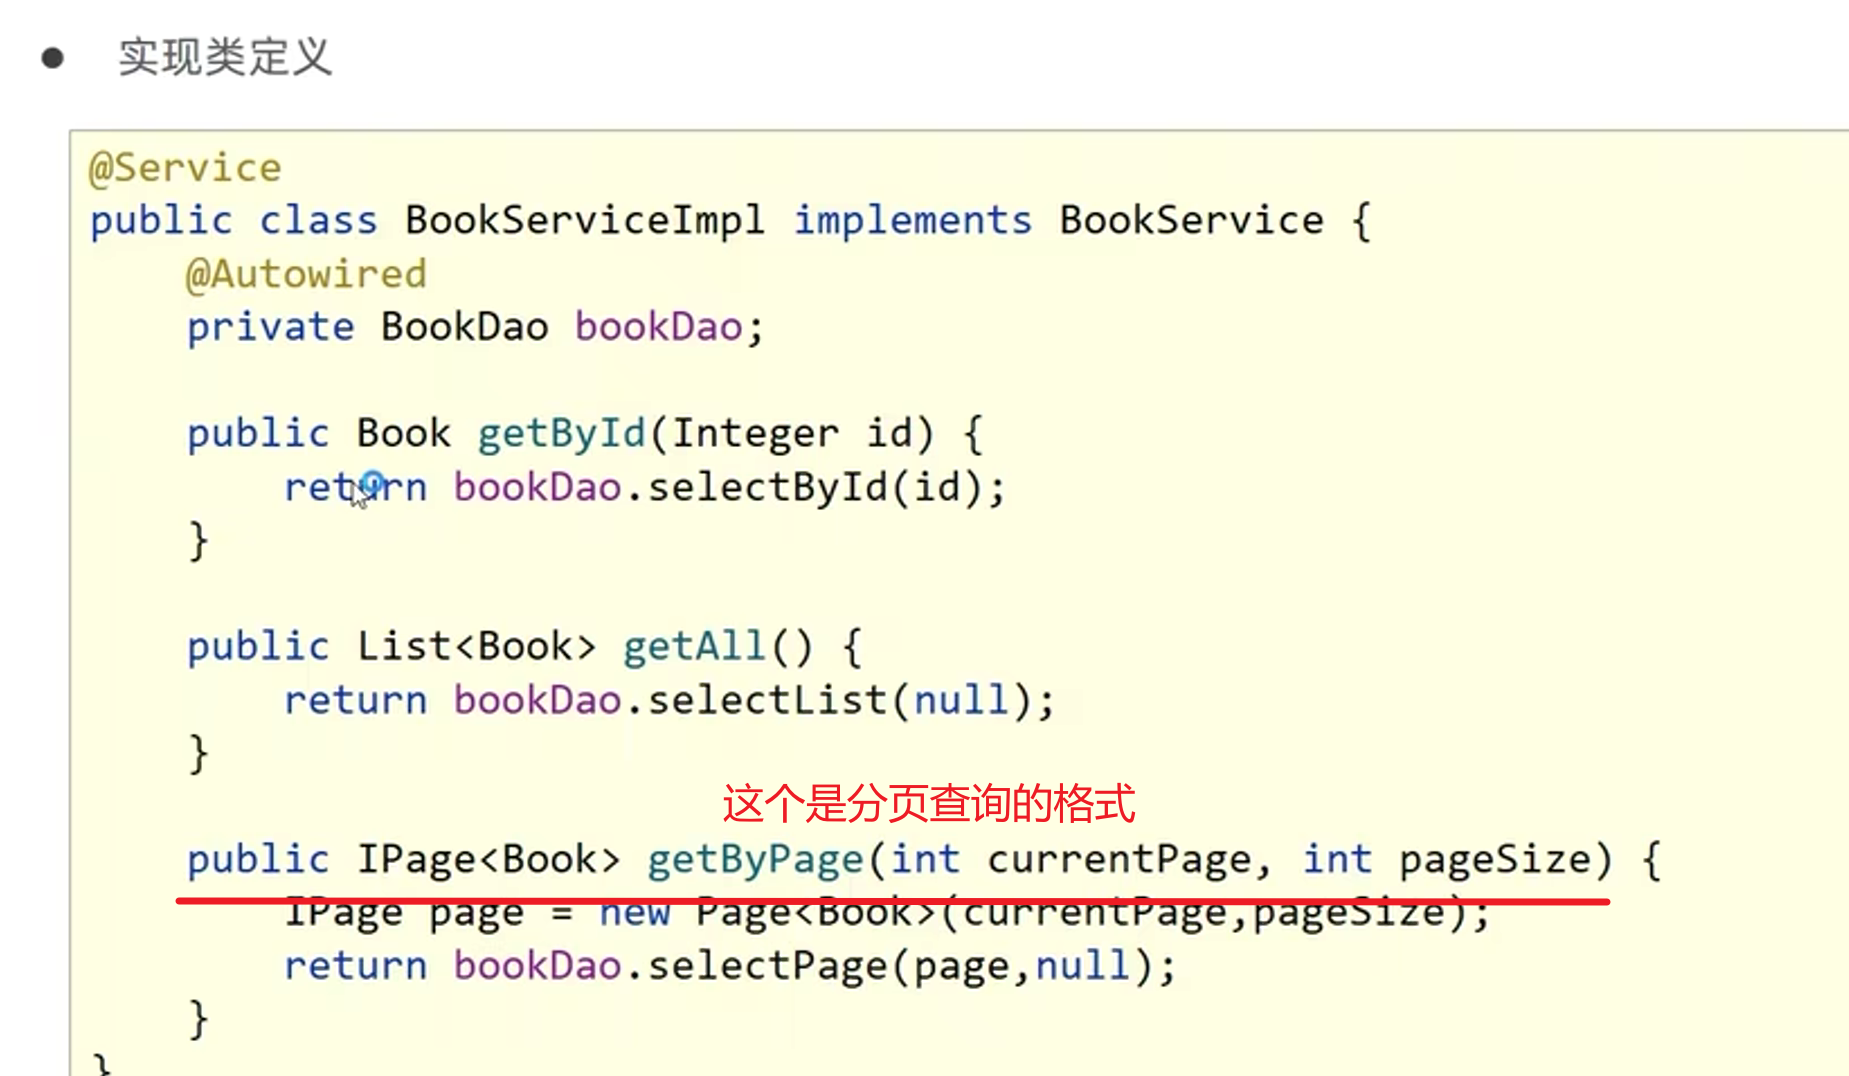 实现类定义
@Service
public class BookServiceImpl implements BookService {
@Autowired
private BookDao bookDao;
public Book getById(Integer id) {
return bookDao.selectById(id);
}
public List<Book> getAll() {
return bookDao.selectList(null);
}
这个是分页查询的格式
public IPage<Book> getByPage(int currentPage, int pageSize) {
IPage page = new Page<Book>(currentPage,pageSize);
return bookDao.selectPage(page,null);
}
}